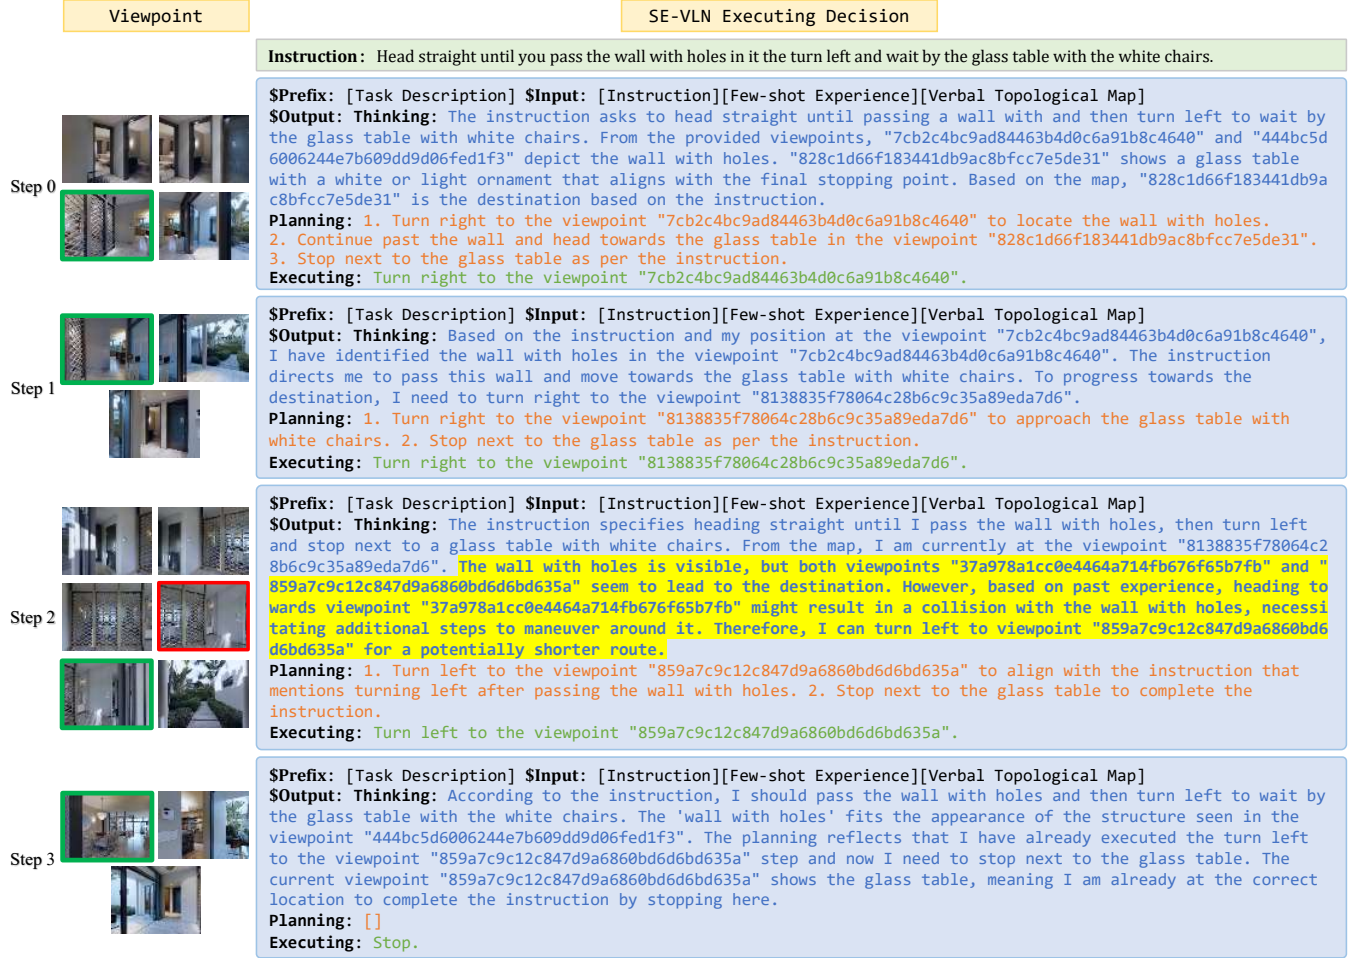 Viewpoint
SE-VLN Executing Decision
Instruction: Head straight until you pass the wall with holes in it the turn left and wait by the glass table with the white chairs.
Step 0
$Prefix: [Task Description] $Input: [Instruction][Few-shot Experience][Verbal Topological Map]
$Output: Thinking: The instruction asks to head straight until passing a wall with and then turn left to wait by
the glass table with white chairs. From the provided viewpoints, "7cb2c4bc9ad84463b4d0c6a91b8c4640" and "444bc5d
6006244e7b609dd9d06fed1f3" depict the wall with holes. "828c1d66f183441db9ac8bfcc7e5de31" shows a glass table
with a white or light ornament that aligns with the final stopping point. Based on the map, "828c1d66f183441db9a
c8bfcc7e5de31" is the destination based on the instruction.
Planning: 1. Turn right to the viewpoint "7cb2c4bc9ad84463b4d0c6a91b8c4640" to locate the wall with holes.
2. Continue past the wall and head towards the glass table in the viewpoint "828c1d66f183441db9ac8bfcc7e5de31".
3. Stop next to the glass table as per the instruction.
Executing: Turn right to the viewpoint "7cb2c4bc9ad84463b4d0c6a91b8c4640".
Step 1
$Prefix: [Task Description] $Input: [Instruction][Few-shot Experience][Verbal Topological Map]
$Output: Thinking: Based on the instruction and my position at the viewpoint "7cb2c4bc9ad84463b4d0c6a91b8c4640",
I have identified the wall with holes in the viewpoint "7cb2c4bc9ad84463b4d0c6a91b8c4640". The instruction
directs me to pass this wall and move towards the glass table with white chairs. To progress towards the
destination, I need to turn right to the viewpoint "8138835f78064c28b6c9c35a89eda7d6".
Planning: 1. Turn right to the viewpoint "8138835f78064c28b6c9c35a89eda7d6" to approach the glass table with
white chairs. 2. Stop next to the glass table as per the instruction.
Executing: Turn right to the viewpoint "8138835f78064c28b6c9c35a89eda7d6".
Step 2
$Prefix: [Task Description] $Input: [Instruction][Few-shot Experience][Verbal Topological Map]
$Output: Thinking: The instruction specifies heading straight until I pass the wall with holes, then turn left
and stop next to a glass table with white chairs. From the map, I am currently at the viewpoint "8138835f78064c2
8b6c9c35a89eda7d6". The wall with holes is visible, but both viewpoints "37a978a1cc0e4464a714fb676f65b7fb" and "
859a7c9c12c847d9a6860bd6d6bd635a" seem to lead to the destination. However, based on past experience, heading to
wards viewpoint "37a978a1cc0e4464a714fb676f65b7fb" might result in a collision with the wall with holes, necessi
tating additional steps to maneuver around it. Therefore, I can turn left to viewpoint "859a7c9c12c847d9a6860bd6
d6bd635a" for a potentially shorter route.
Planning: 1. Turn left to the viewpoint "859a7c9c12c847d9a6860bd6d6bd635a" to align with the instruction that
mentions turning left after passing the wall with holes. 2. Stop next to the glass table to complete the
instruction.
Executing: Turn left to the viewpoint "859a7c9c12c847d9a6860bd6d6bd635a".
Step 3
$Prefix: [Task Description] $Input: [Instruction][Few-shot Experience][Verbal Topological Map]
$Output: Thinking: According to the instruction, I should pass the wall with holes and then turn left to wait by
the glass table with the white chairs. The 'wall with holes' fits the appearance of the structure seen in the
viewpoint "444bc5d6006244e7b609dd9d06fed1f3". The planning reflects that I have already executed the turn left
to the viewpoint "859a7c9c12c847d9a6860bd6d6bd635a" step and now I need to stop next to the glass table. The
current viewpoint "859a7c9c12c847d9a6860bd6d6bd635a" shows the glass table, meaning I am already at the correct
location to complete the instruction by stopping here.
Planning: []
Executing: Stop.